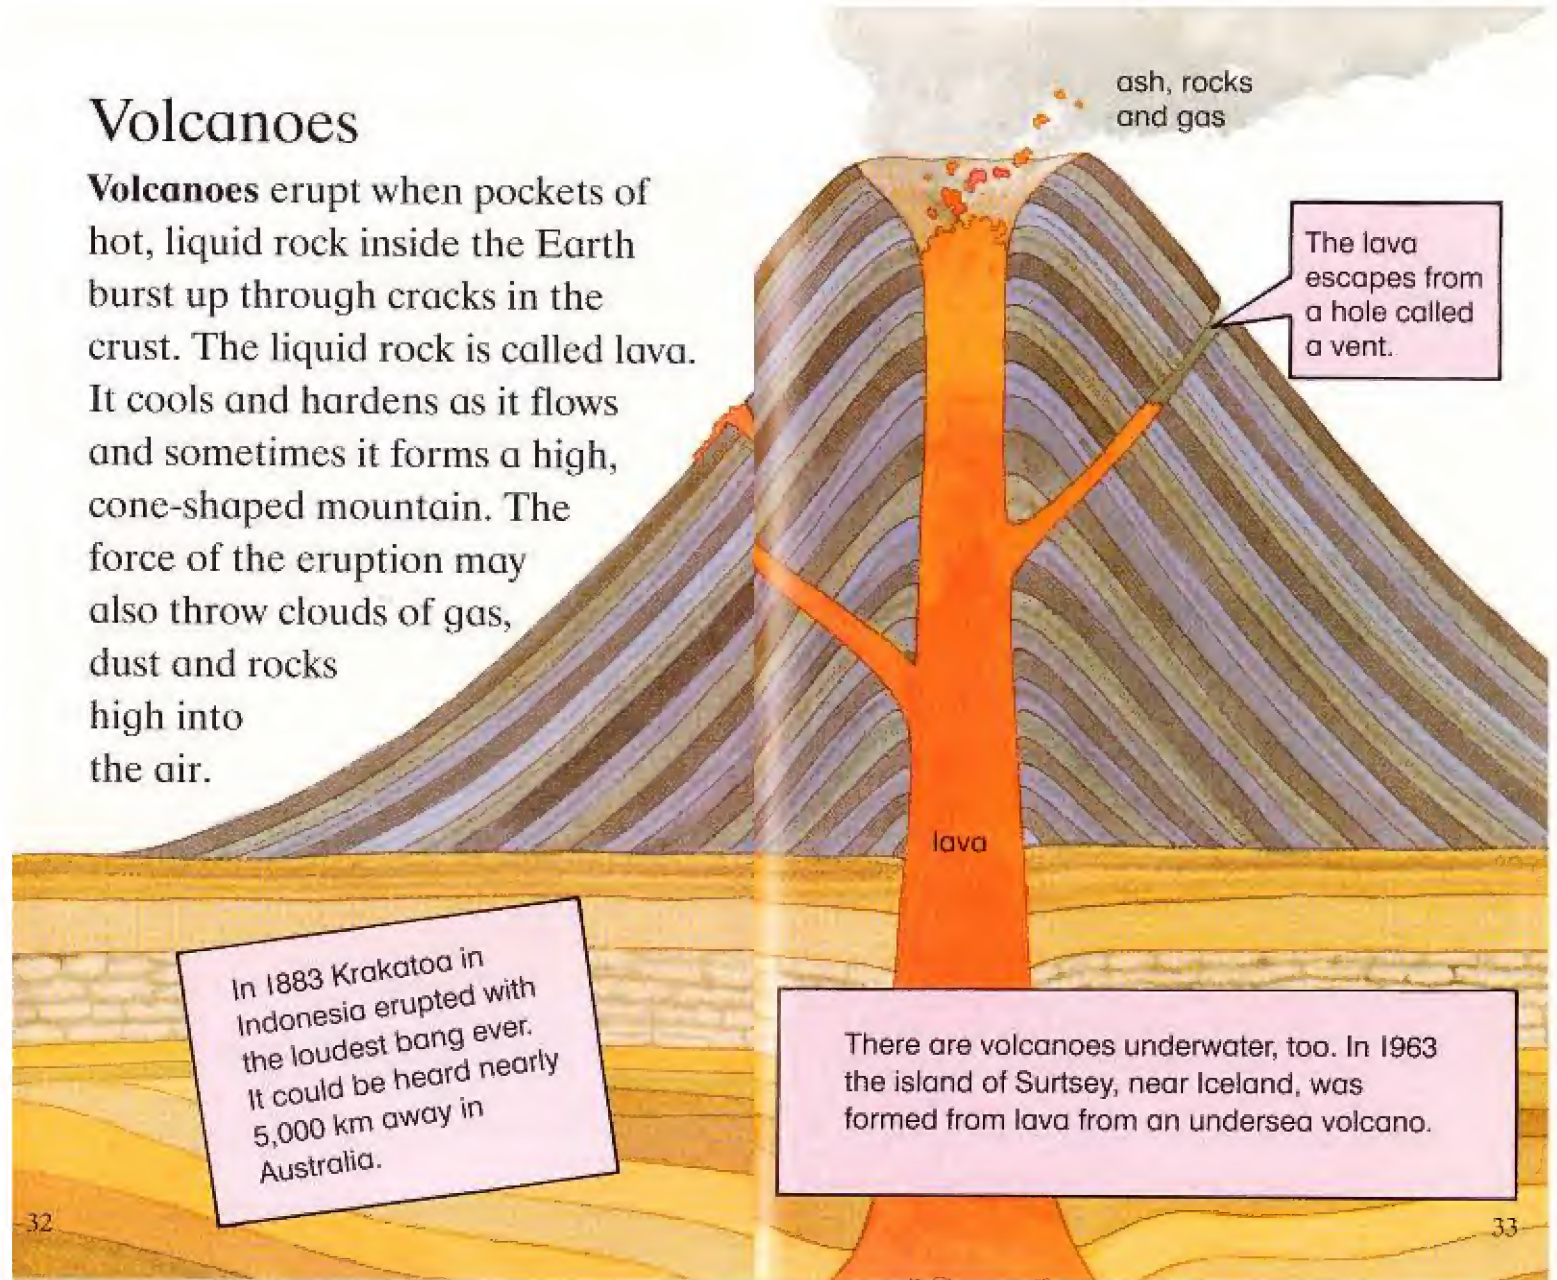 Volcanoes
Volcanoes erupt when pockets of
hot, liquid rock inside the Earth
burst up through cracks in the
crust. The liquid rock is called lava.
It cools and hardens as it flows
and sometimes it forms a high,
cone-shaped mountain. The
force of the eruption may
also throw clouds of gas,
dust and rocks
high into
the air.
ash, rocks
and gas
The lava
escapes from
a hole called
a vent.
lava
In 1883 Krakatoa in
Indonesia erupted with
the loudest bang ever.
It could be heard nearly
5,000 km away in
Australia.
There are volcanoes underwater, too. In 1963
the island of Surtsey, near Iceland, was
formed from lava from an undersea volcano.
32
33